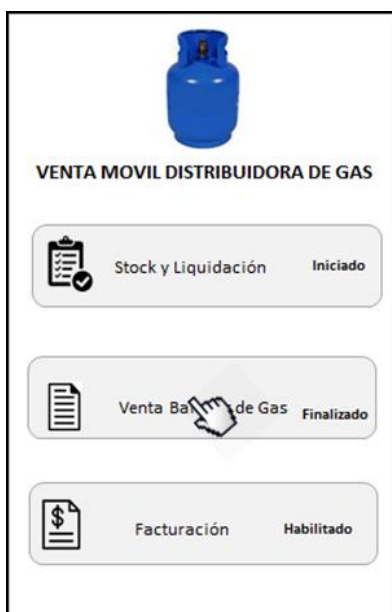 VENTA MOVIL DISTRIBUIDORA DE GAS
Stock y Liquidación Iniciado
Venta de Gas Finalizado
$
Facturación Habilitado